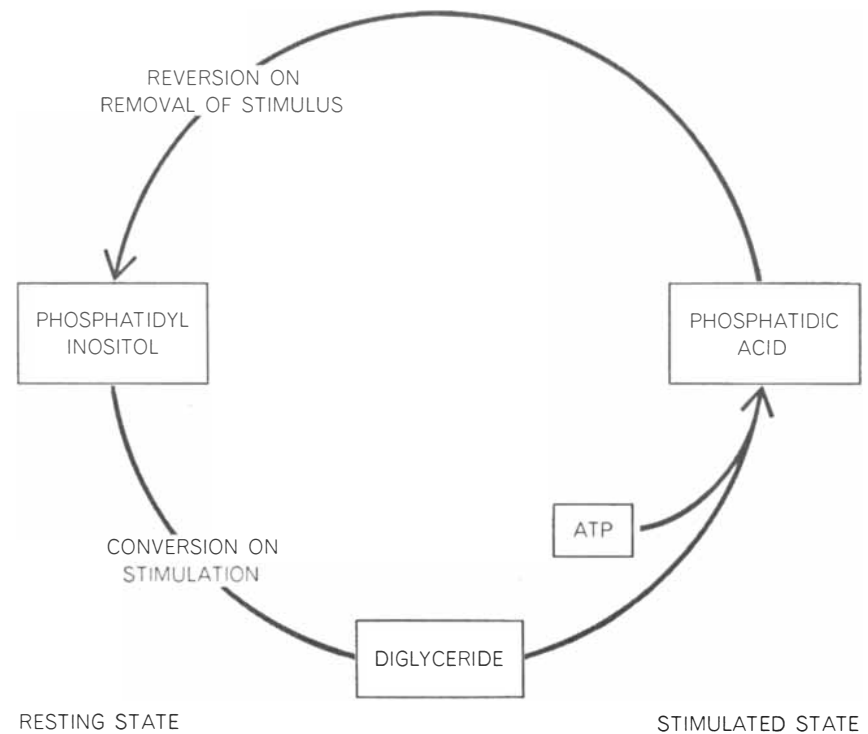 REVERSION ON
REMOVAL OF STIMULUS
PHOSPHATIDYL
INOSITOL
PHOSPHATIDIC
ACID
ATP
CONVERSION ON
STIMULATION
DIGLYCERIDE
RESTING STATE
STIMULATED STATE